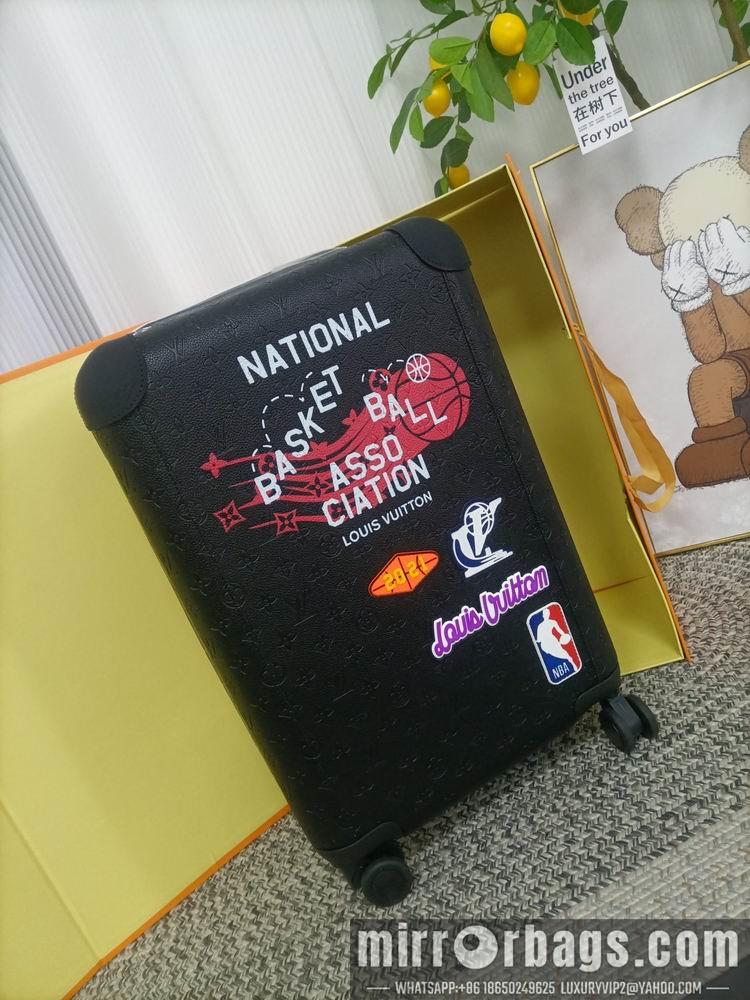 Under
the tree
在树下
For you
NATIONAL
BASKET BALL
ASSO
CIATION
LOUIS VUITTON
2021
LV
Louis Vuitton
NBA
mirrorbags.com
WHATSAPP:+86 18650249625 LUXURYVIP2@YAHOO.COM